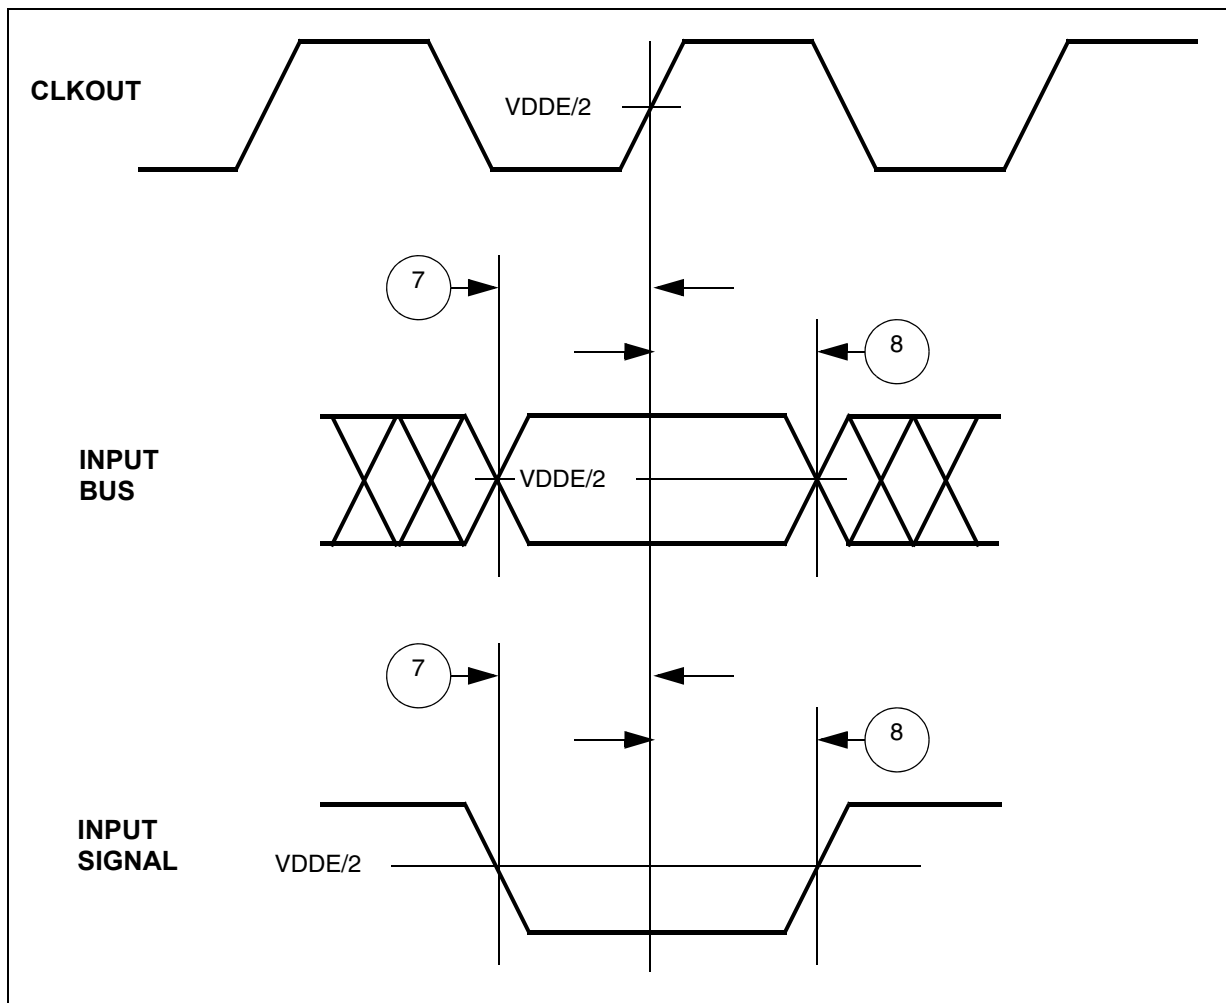 CLKOUT
VDDE/2
7
8
INPUT
BUS
VDDE/2
7
8
INPUT
SIGNAL
VDDE/2